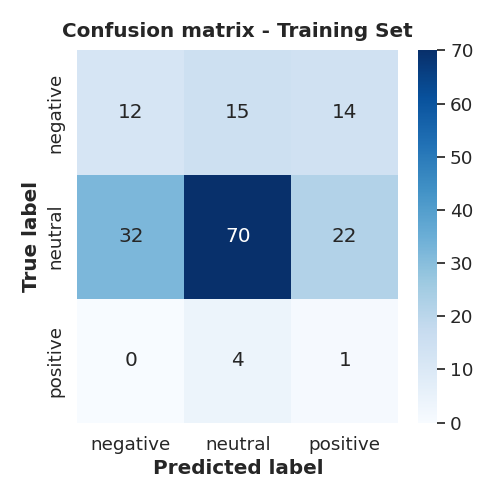 Confusion matrix - Training Set
True label
negative
12 15 14
neutral
32 70 22
positive
0 4 1
negative neutral positive
Predicted label
70
60
50
40
30
20
10
0